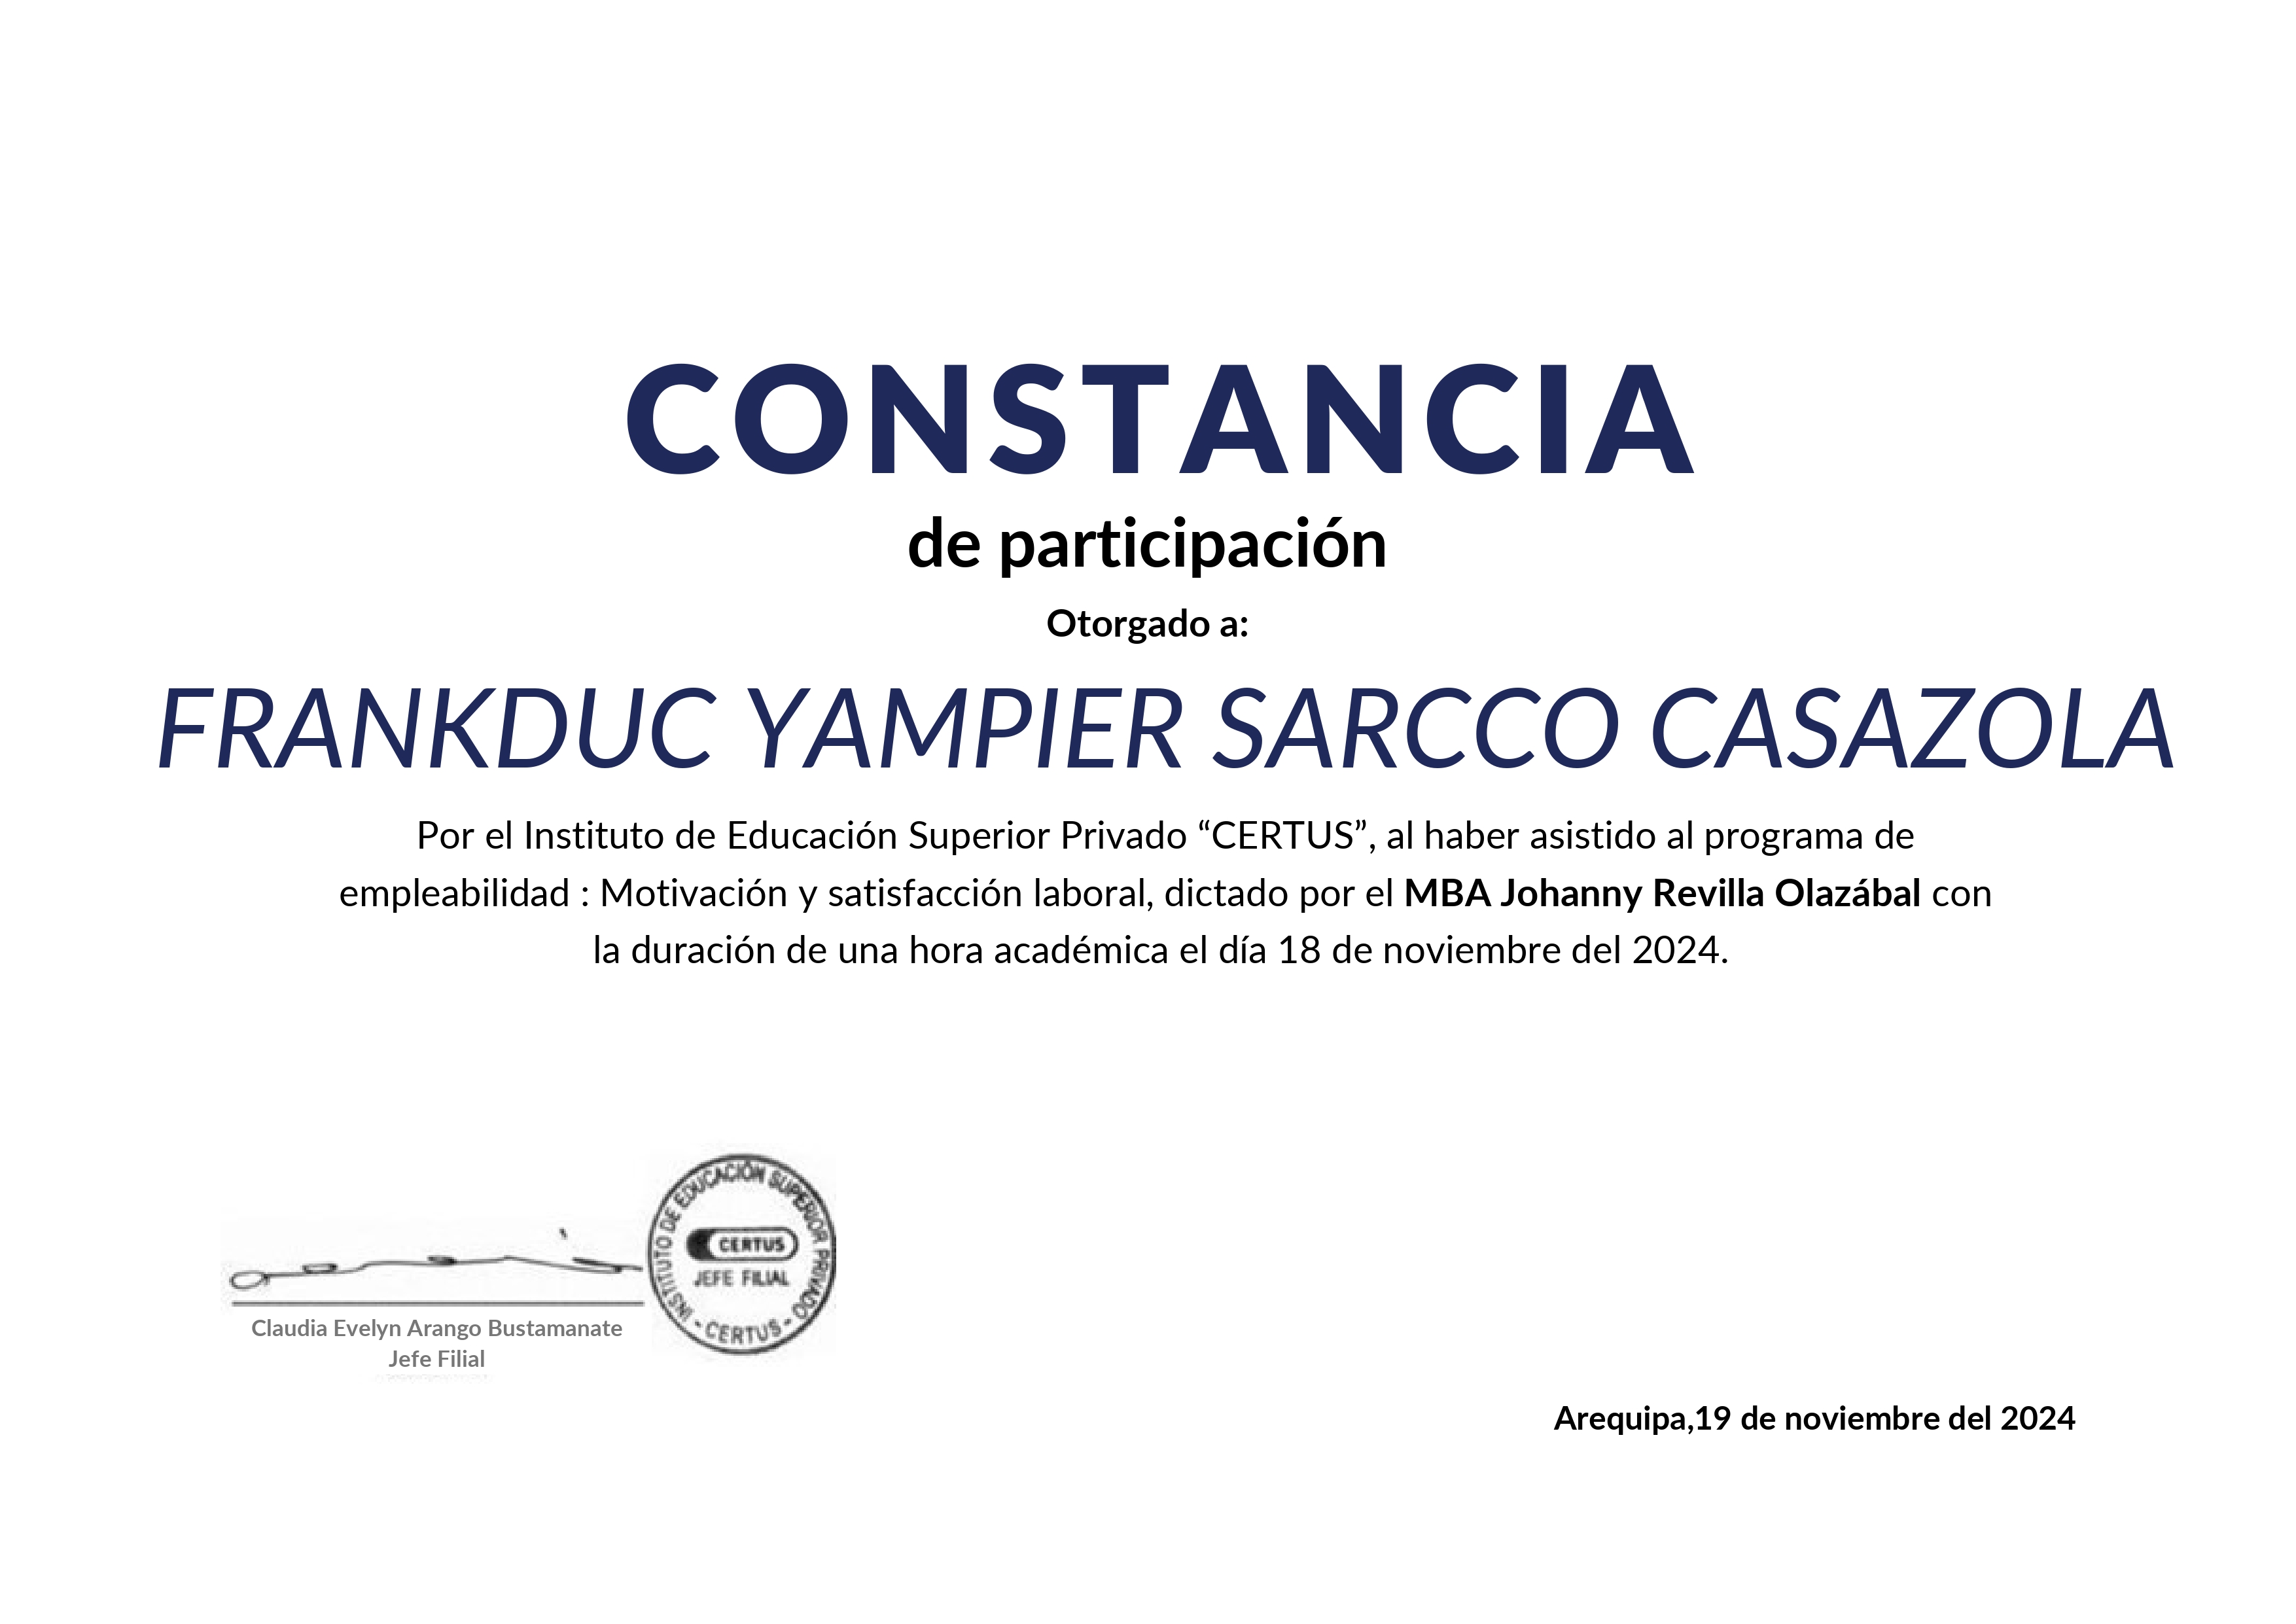 CONSTANCIA
de participación
Otorgado a:
FRANKDUC YAMPIER SARCCO CASAZOLA
Por el Instituto de Educación Superior Privado “CERTUS”, al haber asistido al programa de
empleabilidad : Motivación y satisfacción laboral, dictado por el MBA Johanny Revilla Olazábal con
la duración de una hora académica el día 18 de noviembre del 2024.
INSTITUTO DE EDUCACIÓN SUPERIOR PRIVADO
CERTUS
JEFE FILIAL
- CERTUS -
Claudia Evelyn Arango Bustamanate
Jefe Filial
Arequipa,19 de noviembre del 2024